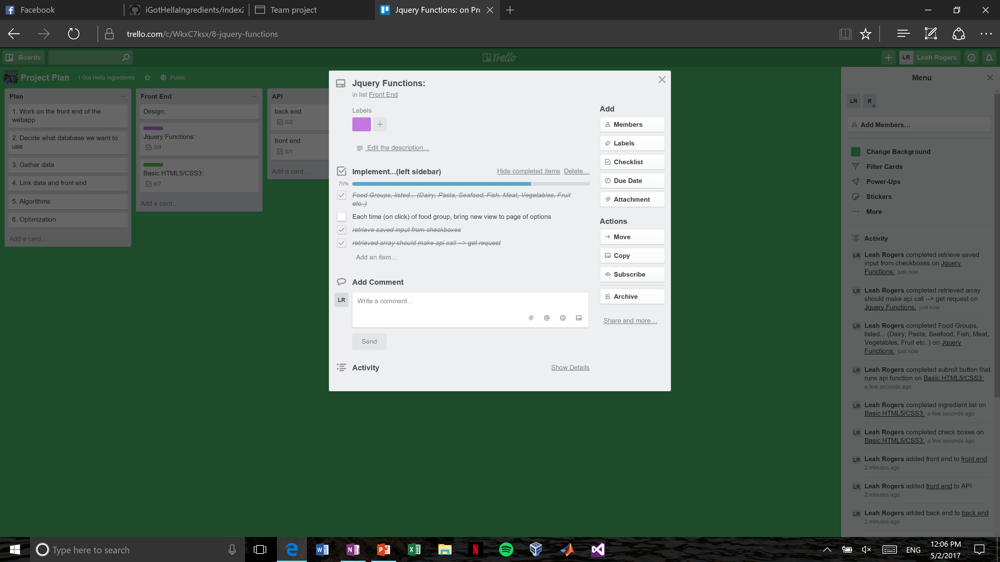 Facebook
iGotHellaIngredients/index2
Team project
Jquery Functions: on Pro
trello.com/c/WkxC7ksx/8-jquery-functions
Boards
Trello
LR Leah Rogers
Project Plan
I Got Hella Ingredients
Public
Plan
1. Work on the front end of the
webapp
2. Decide what database we want to
use
3. Gather data
4. Link data and front end
5. Algorithms
6. Optimization
Add a card…
Front End
Design:
Jquery Functions:
3/4
Basic HTML5/CSS3:
6/7
Add a card…
API
back end
0/2
front end
0/1
Add a card…
Jquery Functions:
in list Front End
Labels
Edit the description…
Implement...(left sidebar)
Hide completed items Delete…
75%
Food Groups, listed... (Dairy, Pasta, Seafood, Fish, Meat, Vegetables, Fruit
etc..)
Each time (on click) of food group, bring new view to page of options
retrieve saved input from checkboxes
retrieved array should make api call --> get request
Add an item…
Add Comment
LR
Write a comment…
Send
Activity
Show Details
Add
Members
Labels
Checklist
Due Date
Attachment
Actions
Move
Copy
Subscribe
Archive
Share and more…
Menu
LR R
Add Members…
Change Background
Filter Cards
Power-Ups
Stickers
More
Activity
LR Leah Rogers completed retrieve saved
input from checkboxes on Jquery
Functions: just now
LR Leah Rogers completed retrieved array
should make api call --> get request on
Jquery Functions: just now
LR Leah Rogers completed Food Groups,
listed... (Dairy, Pasta, Seafood, Fish, Meat,
Vegetables, Fruit etc..) on Jquery
Functions: just now
LR Leah Rogers completed submit button that
runs api function on Basic HTML5/CSS3:
a few seconds ago
LR Leah Rogers completed ingredient list on
Basic HTML5/CSS3: a few seconds ago
LR Leah Rogers completed check boxes on
Basic HTML5/CSS3: a few seconds ago
LR Leah Rogers added front end to front end
2 minutes ago
LR Leah Rogers added front end to API
2 minutes ago
LR Leah Rogers added back end to back end
2 minutes ago
Type here to search
ENG
12:06 PM
5/2/2017